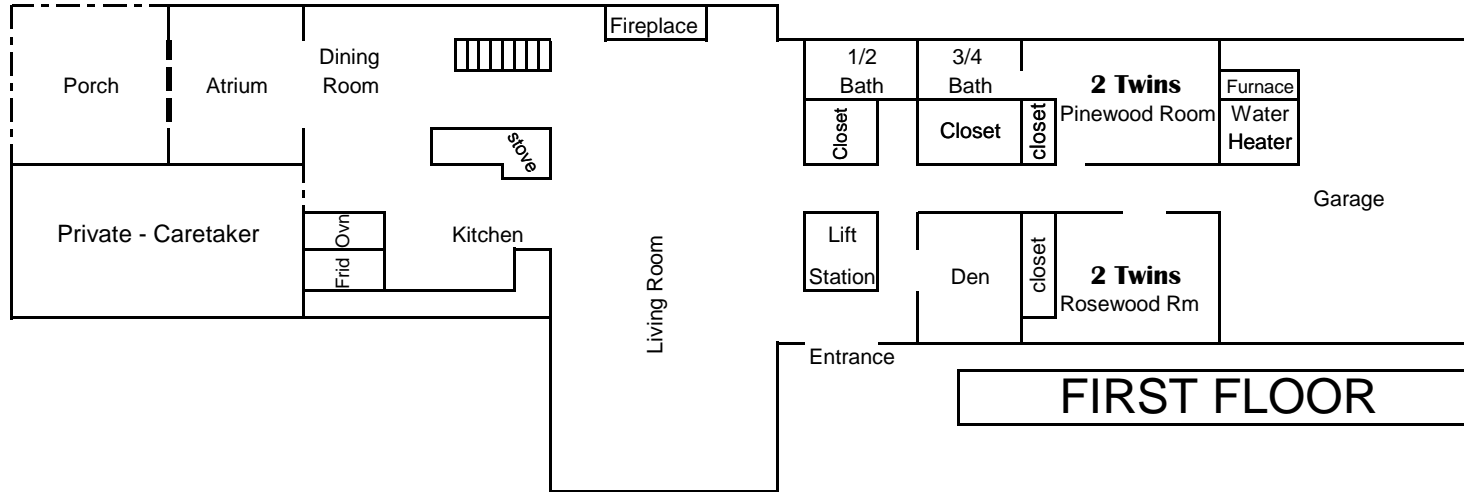 Fireplace
Dining
Room
1/2
Bath
3/4
Bath
Porch
Atrium
2 Twins
Pinewood Room
Furnace
Water
Heater
stove
Closet
Closet
closet
Garage
Private - Caretaker
Ovn
Frid
Kitchen
Living Room
Lift
Station
Den
closet
2 Twins
Rosewood Rm
Entrance
FIRST FLOOR